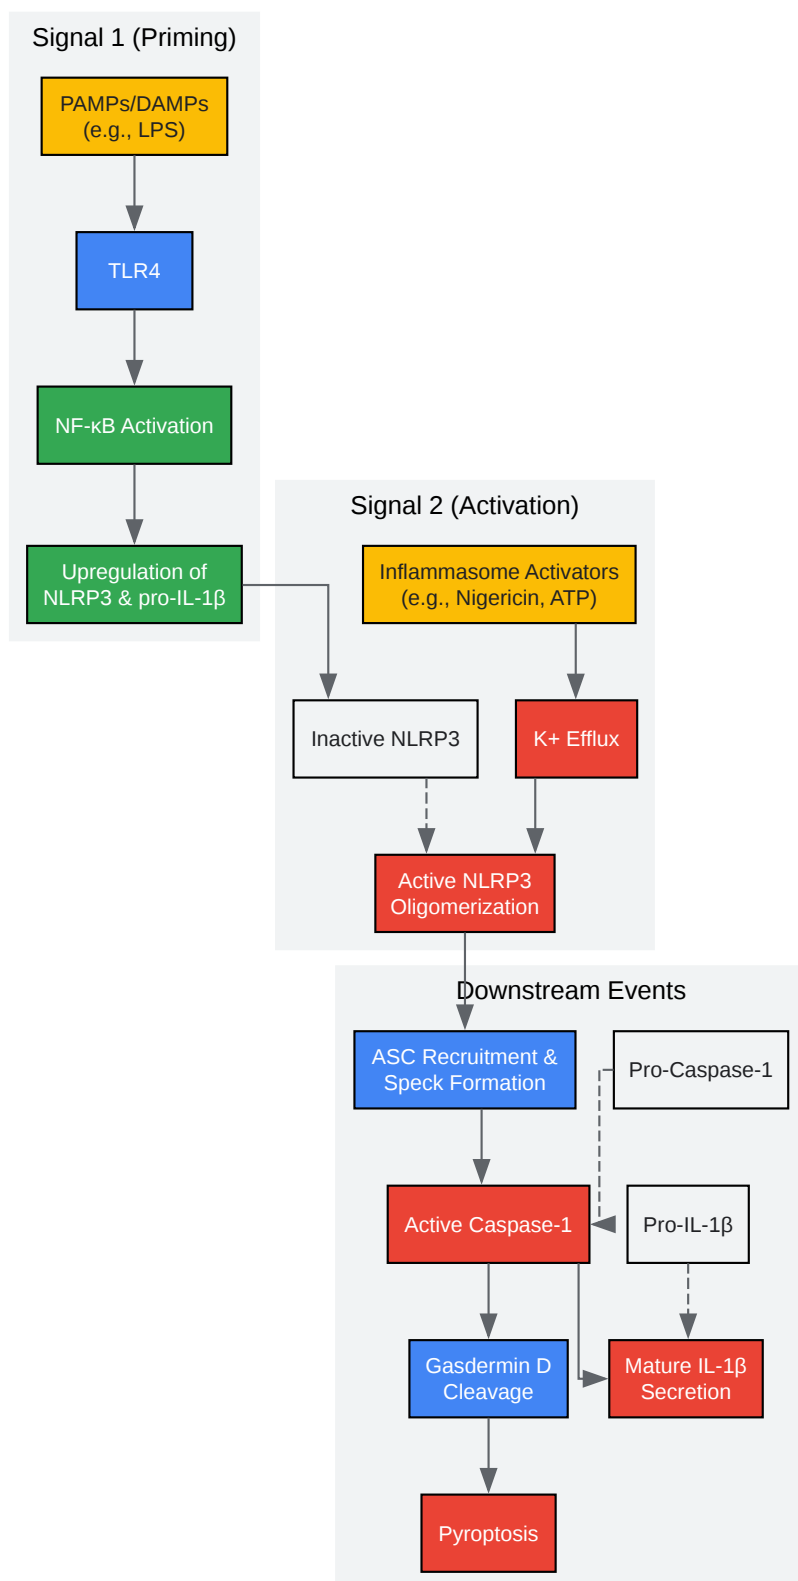 Signal 1 (Priming)
PAMPs/DAMPs
(e.g., LPS)
TLR4
NF-κB Activation
Upregulation of
NLRP3 & pro-IL-1β
Signal 2 (Activation)
Inflammasome Activators
(e.g., Nigericin, ATP)
Inactive NLRP3
K+ Efflux
Active NLRP3
Oligomerization
Downstream Events
ASC Recruitment &
Speck Formation
Pro-Caspase-1
Active Caspase-1
Pro-IL-1β
Gasdermin D
Cleavage
Mature IL-1β
Secretion
Pyroptosis